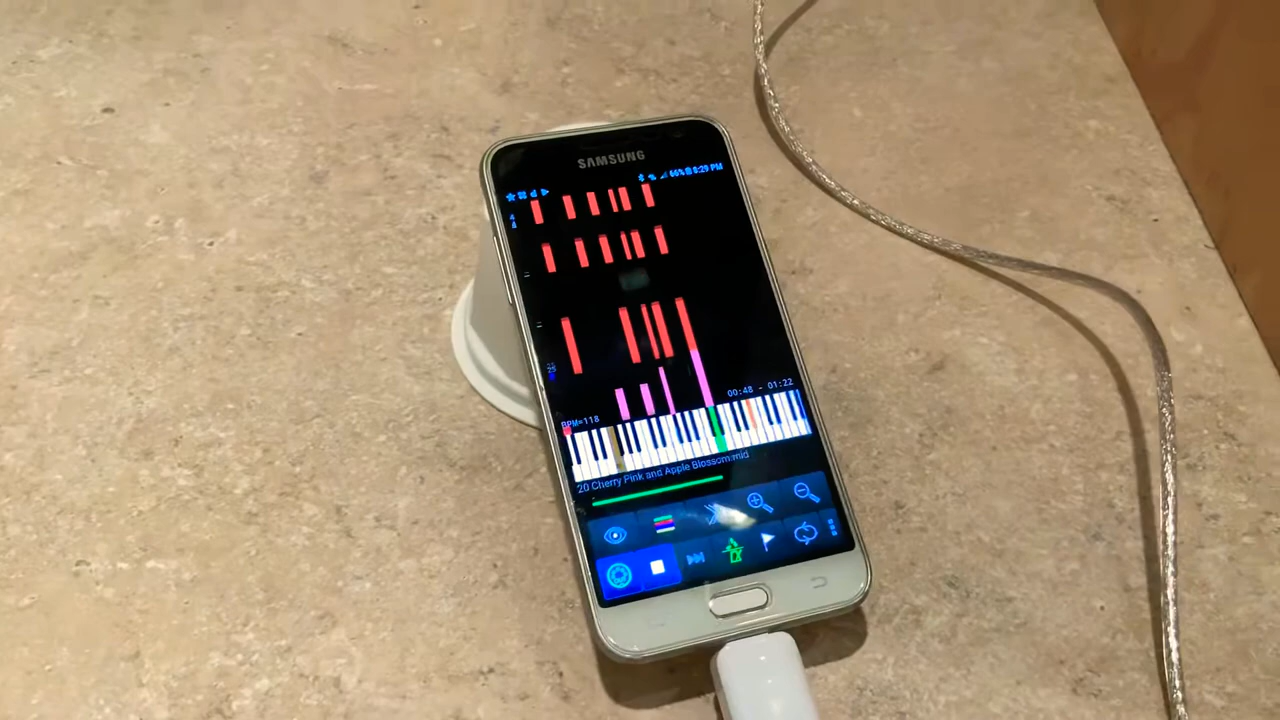 SAMSUNG
66% 8:29 PM
00:48 - 01:22
BPM=118
20 Cherry Pink and Apple Blossom.mid